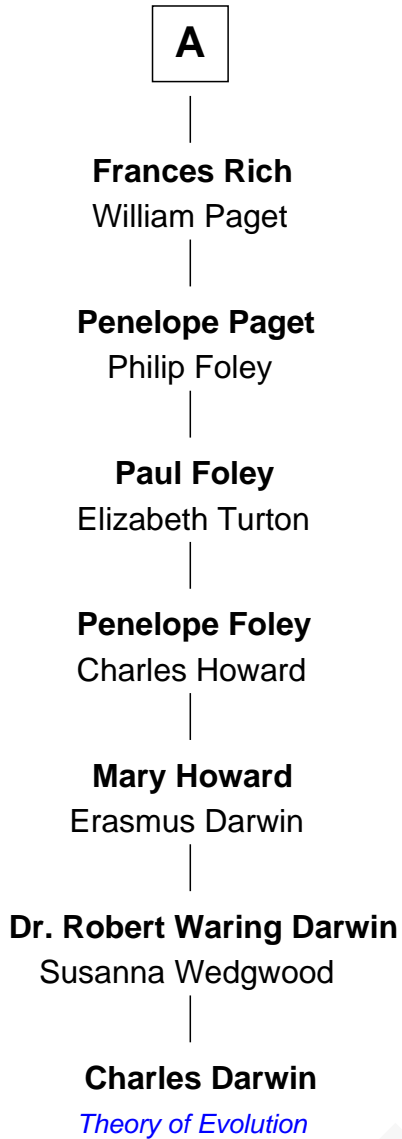 A
Frances Rich
William Paget
Penelope Paget
Philip Foley
Paul Foley
Elizabeth Turton
Penelope Foley
Charles Howard
Mary Howard
Erasmus Darwin
Dr. Robert Waring Darwin
Susanna Wedgwood
Charles Darwin
Theory of Evolution